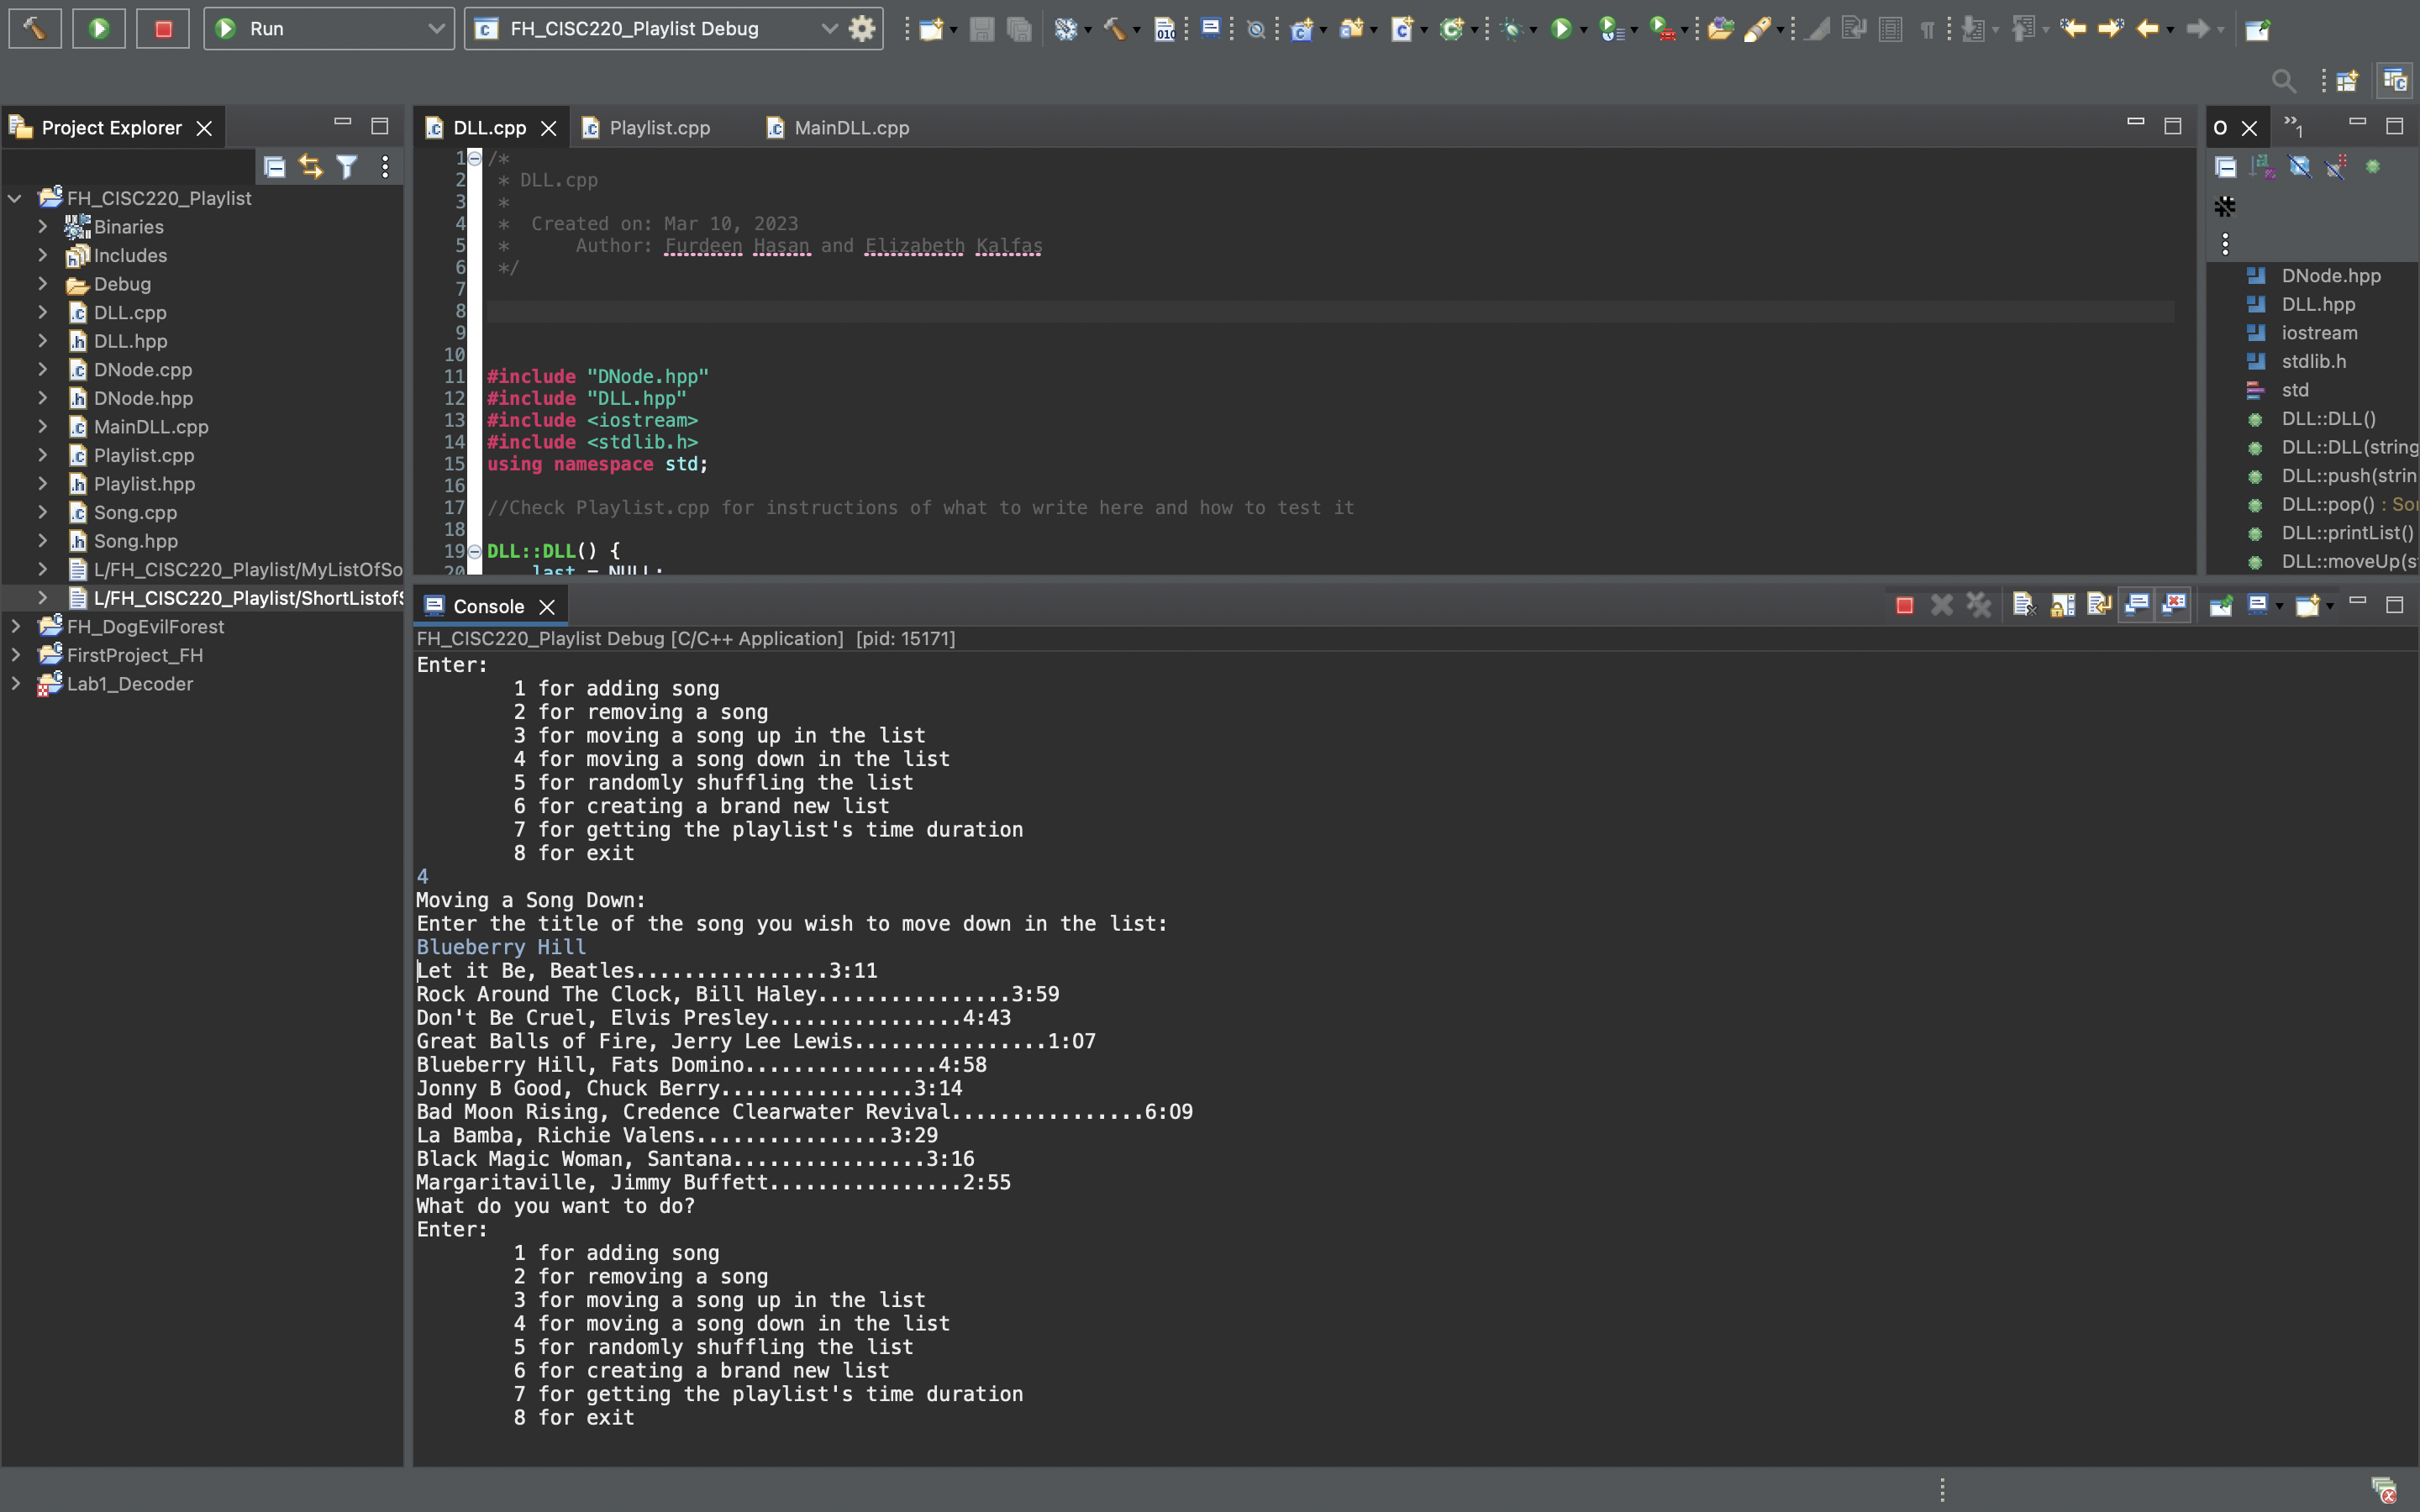 Run
FH_CISC220_Playlist Debug
Project Explorer
FH_CISC220_Playlist
Binaries
Includes
Debug
DLL.cpp
DLL.hpp
DNode.cpp
DNode.hpp
MainDLL.cpp
Playlist.cpp
Playlist.hpp
Song.cpp
Song.hpp
L/FH_CISC220_Playlist/MyListOfSo
L/FH_CISC220_Playlist/ShortListofS
FH_DogEvilForest
FirstProject_FH
Lab1_Decoder
DLL.cpp
Playlist.cpp
MainDLL.cpp
1 /*
2 * DLL.cpp
3 *
4 * Created on: Mar 10, 2023
5 * Author: Furdeen Hasan and Elizabeth Kalfas
6 */
7
8
9
10
11 #include "DNode.hpp"
12 #include "DLL.hpp"
13 #include <iostream>
14 #include <stdlib.h>
15 using namespace std;
16
17 //Check Playlist.cpp for instructions of what to write here and how to test it
18
19 DLL::DLL() {
20 last = NULL;
O
1
DNode.hpp
DLL.hpp
iostream
stdlib.h
std
DLL::DLL()
DLL::DLL(string
DLL::push(strin
DLL::pop() : So
DLL::printList()
DLL::moveUp(s
Console
FH_CISC220_Playlist Debug [C/C++ Application] [pid: 15171]
Enter:
1 for adding song
2 for removing a song
3 for moving a song up in the list
4 for moving a song down in the list
5 for randomly shuffling the list
6 for creating a brand new list
7 for getting the playlist's time duration
8 for exit
4
Moving a Song Down:
Enter the title of the song you wish to move down in the list:
Blueberry Hill
Let it Be, Beatles................3:11
Rock Around The Clock, Bill Haley................3:59
Don't Be Cruel, Elvis Presley................4:43
Great Balls of Fire, Jerry Lee Lewis................1:07
Blueberry Hill, Fats Domino................4:58
Jonny B Good, Chuck Berry................3:14
Bad Moon Rising, Credence Clearwater Revival................6:09
La Bamba, Richie Valens................3:29
Black Magic Woman, Santana................3:16
Margaritaville, Jimmy Buffett................2:55
What do you want to do?
Enter:
1 for adding song
2 for removing a song
3 for moving a song up in the list
4 for moving a song down in the list
5 for randomly shuffling the list
6 for creating a brand new list
7 for getting the playlist's time duration
8 for exit